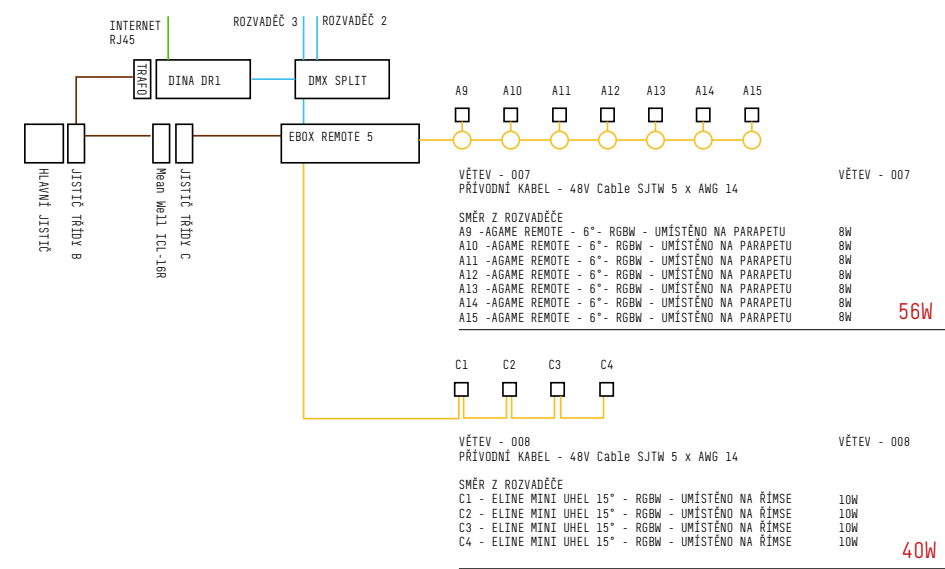 INTERNET
RJ45
ROZVADĚČ 3
ROZVADĚČ 2
TRAFO
DINA DR1
DMX SPLIT
EBOX REMOTE 5
HLAVNÍ JISTIČ
JISTIČ TŘÍDY B
Mean Well ICL-16R
JISTIČ TŘÍDY C
A9 A10 A11 A12 A13 A14 A15
VĚTEV - 007 VĚTEV - 007
PŘÍVODNÍ KABEL - 48V Cable SJTW 5 x AWG 14
SMĚR Z ROZVADĚČE
A9 -AGAME REMOTE - 6°- RGBW - UMÍSTĚNO NA PARAPETU 8W
A10 -AGAME REMOTE - 6°- RGBW - UMÍSTĚNO NA PARAPETU 8W
A11 -AGAME REMOTE - 6°- RGBW - UMÍSTĚNO NA PARAPETU 8W
A12 -AGAME REMOTE - 6°- RGBW - UMÍSTĚNO NA PARAPETU 8W
A13 -AGAME REMOTE - 6°- RGBW - UMÍSTĚNO NA PARAPETU 8W
A14 -AGAME REMOTE - 6°- RGBW - UMÍSTĚNO NA PARAPETU 8W
A15 -AGAME REMOTE - 6°- RGBW - UMÍSTĚNO NA PARAPETU 8W
56W
C1 C2 C3 C4
VĚTEV - 008 VĚTEV - 008
PŘÍVODNÍ KABEL - 48V Cable SJTW 5 x AWG 14
SMĚR Z ROZVADĚČE
C1 - ELINE MINI UHEL 15° - RGBW - UMÍSTĚNO NA ŘÍMSE 10W
C2 - ELINE MINI UHEL 15° - RGBW - UMÍSTĚNO NA ŘÍMSE 10W
C3 - ELINE MINI UHEL 15° - RGBW - UMÍSTĚNO NA ŘÍMSE 10W
C4 - ELINE MINI UHEL 15° - RGBW - UMÍSTĚNO NA ŘÍMSE 10W
40W